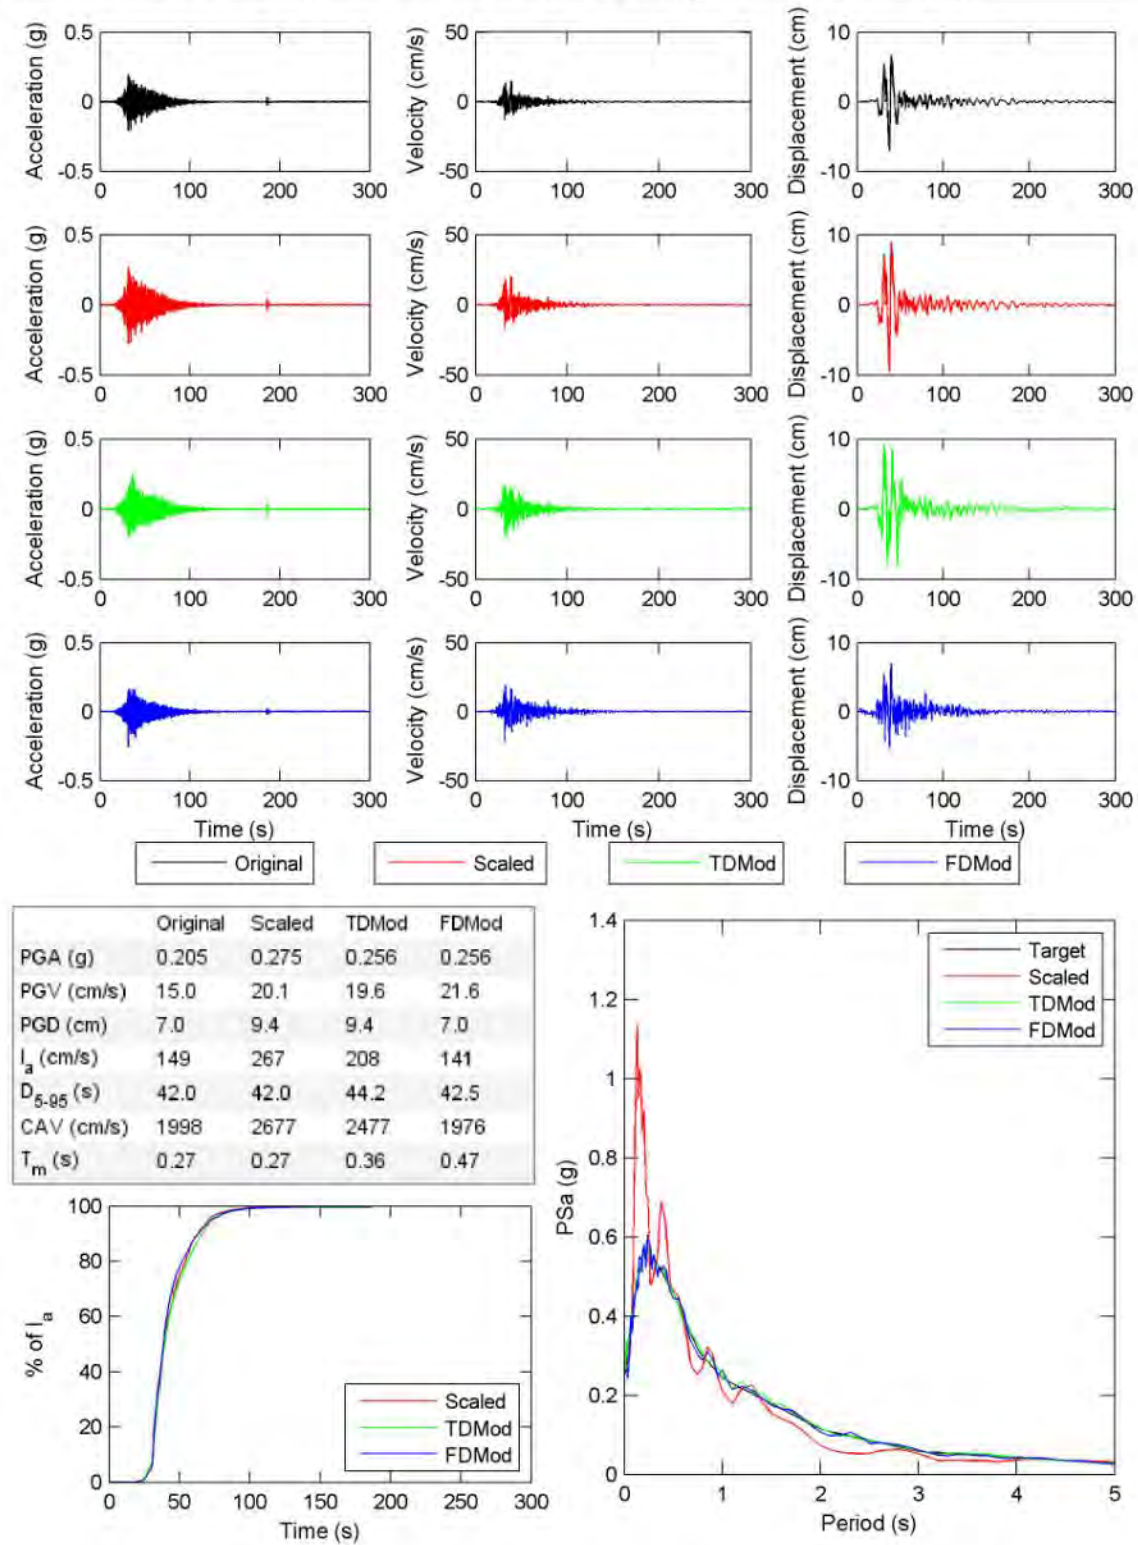 Acceleration (g)
0.5
0
-0.5
0 100 200 300
Velocity (cm/s)
50
0
-50
0 100 200 300
Displacement (cm)
10
0
-10
0 100 200 300
Acceleration (g)
0.5
0
-0.5
0 100 200 300
Velocity (cm/s)
50
0
-50
0 100 200 300
Displacement (cm)
10
0
-10
0 100 200 300
Acceleration (g)
0.5
0
-0.5
0 100 200 300
Velocity (cm/s)
50
0
-50
0 100 200 300
Displacement (cm)
10
0
-10
0 100 200 300
Acceleration (g)
0.5
0
-0.5
0 100 200 300
Time (s)
Velocity (cm/s)
50
0
-50
0 100 200 300
Time (s)
Displacement (cm)
10
0
-10
0 100 200 300
Time (s)
Original Scaled TDMod FDMod
Original Scaled TDMod FDMod
PGA (g) 0.205 0.275 0.256 0.256
PGV (cm/s) 15.0 20.1 19.6 21.6
PGD (cm) 7.0 9.4 9.4 7.0
I_a (cm/s) 149 267 208 141
D_5-95 (s) 42.0 42.0 44.2 42.5
CAV (cm/s) 1998 2677 2477 1976
T_m (s) 0.27 0.27 0.36 0.47
% of I_a
100
80
60
40
20
0
0 50 100 150 200 250 300
Time (s)
Scaled
TDMod
FDMod
PSa (g)
1.4
1.2
1
0.8
0.6
0.4
0.2
0
0 1 2 3 4 5
Period (s)
Target
Scaled
TDMod
FDMod